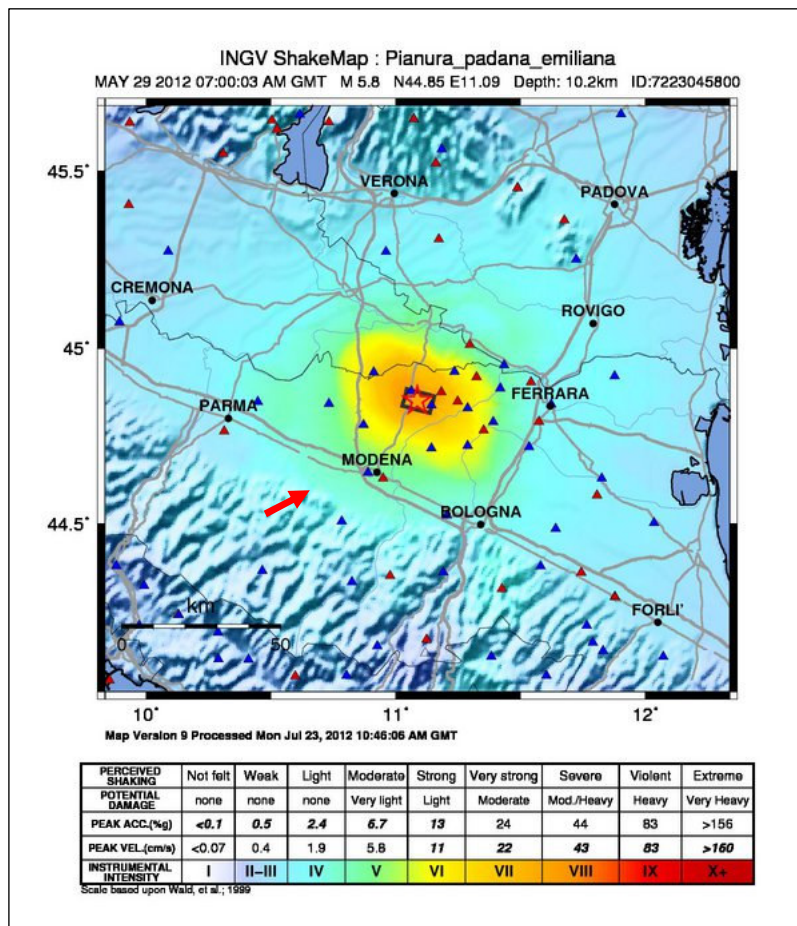 INGV ShakeMap : Pianura_padana_emiliana
MAY 29 2012 07:00:03 AM GMT M 5.8 N44.85 E11.09 Depth: 10.2km ID:7223045800
45.5˚
VERONA
PADOVA
CREMONA
ROVIGO
45˚
PARMA
FERRARA
MODENA
BOLOGNA
44.5˚
km
0 50
FORLI'
10˚ 11˚ 12˚
Map Version 9 Processed Mon Jul 23, 2012 10:46:06 AM GMT
PERCEIVED SHAKING Not felt Weak Light Moderate Strong Very strong Severe Violent Extreme
POTENTIAL DAMAGE none none none Very light Light Moderate Mod./Heavy Heavy Very Heavy
PEAK ACC.(%g) <0.1 0.5 2.4 6.7 13 24 44 83 >156
PEAK VEL.(cm/s) <0.07 0.4 1.9 5.8 11 22 43 83 >160
INSTRUMENTAL INTENSITY I II-III IV V VI VII VIII IX X+
Scale based upon Wald, et al.; 1999